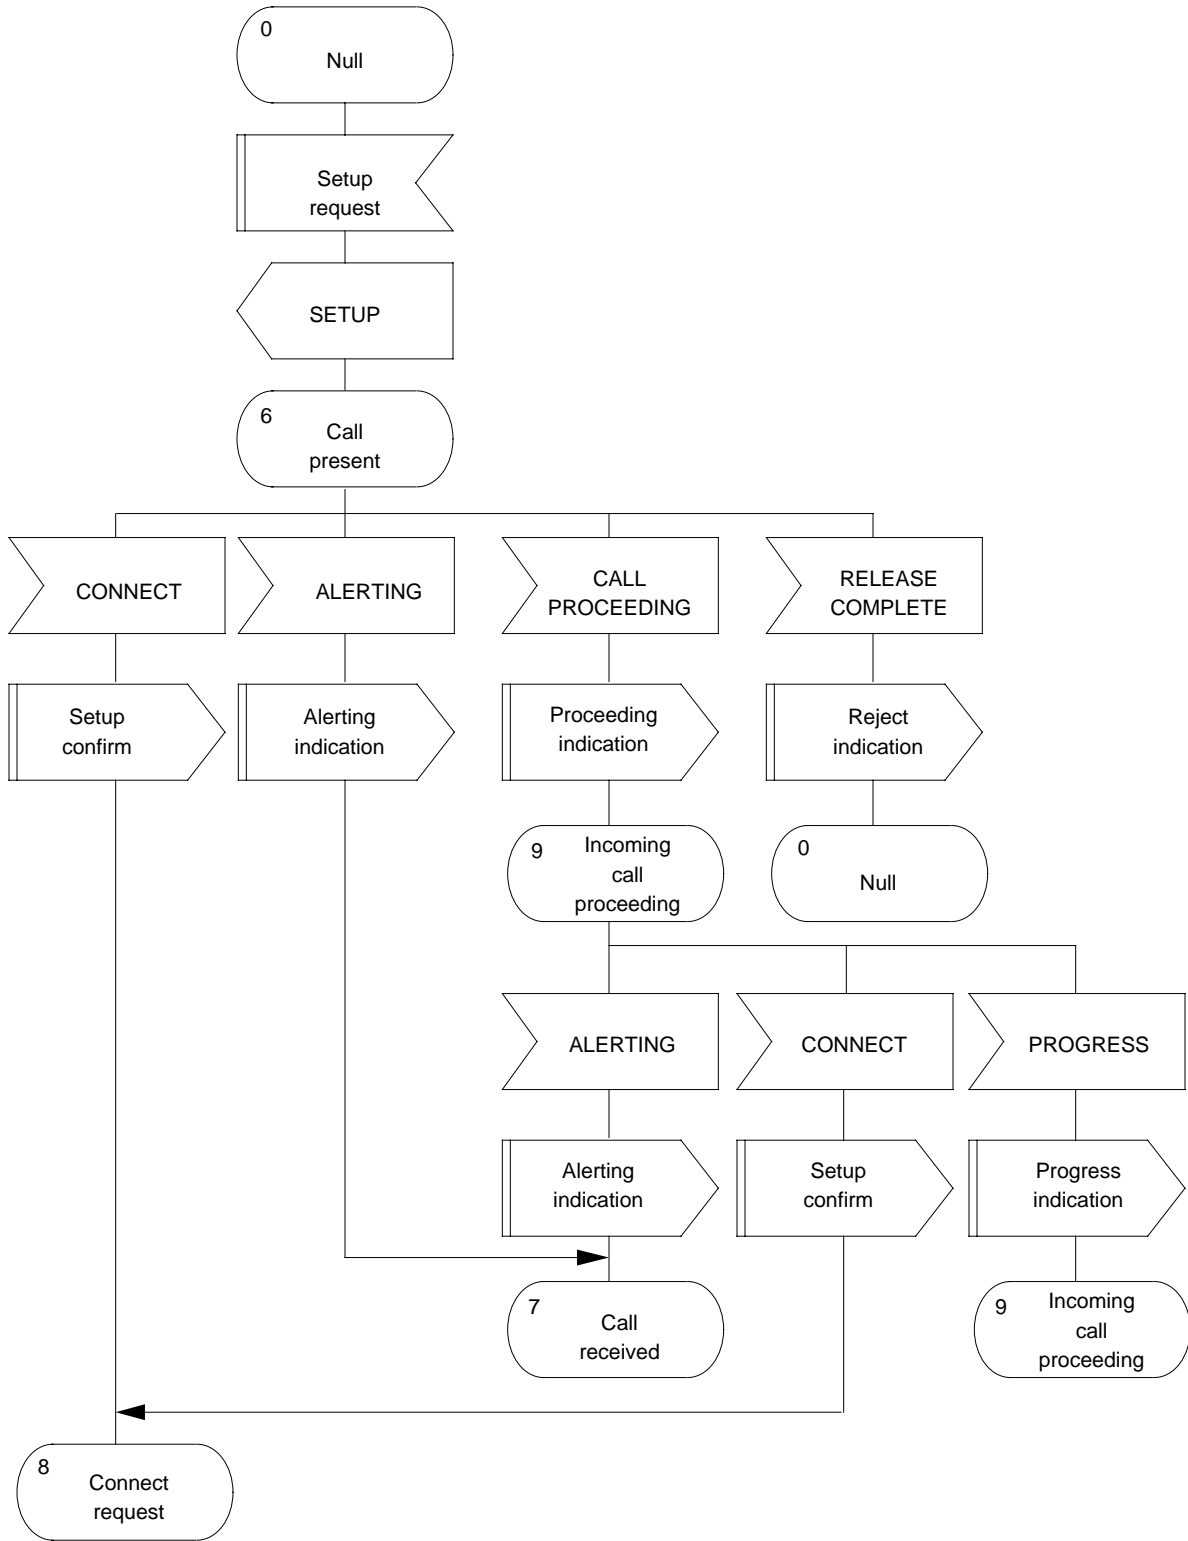 0
Null
Setup
request
SETUP
6
Call
present
CONNECT
ALERTING
CALL
PROCEEDING
RELEASE
COMPLETE
Setup
confirm
Alerting
indication
Proceeding
indication
Reject
indication
9
Incoming
call
proceeding
0
Null
ALERTING
CONNECT
PROGRESS
Alerting
indication
Setup
confirm
Progress
indication
7
Call
received
9
Incoming
call
proceeding
8
Connect
request